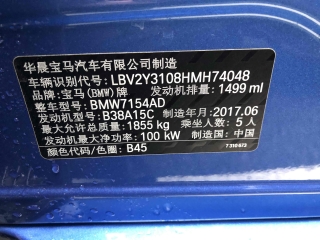 华晨宝马汽车有限公司制造
车辆识别代号: LBV2Y3108HMH74048
品牌: 宝马(BMW)牌 发动机排量: 1499 ml
整车型号: BMW7154AD
发动机型号: B38A15C 制造年月: 2017.06
最大允许总质量: 1855 kg 乘坐人数: 5人
发动机最大净功率: 100 kW 制造国: 中国
颜色代码/色圈: B45
7 310 673